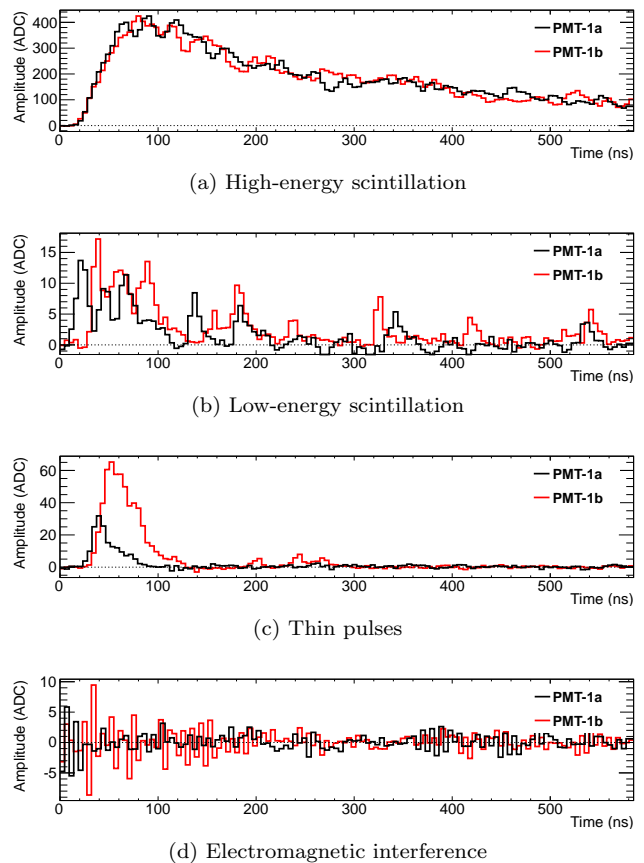 Amplitude (ADC)
400
300
200
100
0
PMT-1a
PMT-1b
0 100 200 300 400 500
Time (ns)
(a) High-energy scintillation
Amplitude (ADC)
15
10
5
0
PMT-1a
PMT-1b
0 100 200 300 400 500
Time (ns)
(b) Low-energy scintillation
Amplitude (ADC)
60
40
20
0
PMT-1a
PMT-1b
0 100 200 300 400 500
Time (ns)
(c) Thin pulses
Amplitude (ADC)
10
5
0
-5
PMT-1a
PMT-1b
0 100 200 300 400 500
Time (ns)
(d) Electromagnetic interference